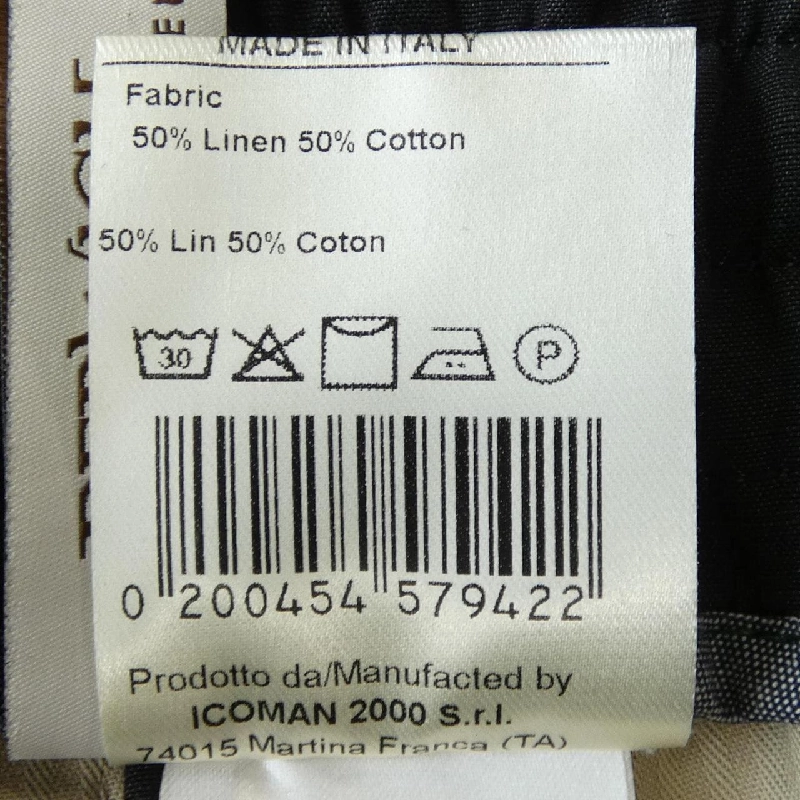 MADE IN ITALY
Fabric
50% Linen 50% Cotton
50% Lin 50% Coton
30
P
0 200454 579422
Prodotto da/Manufacted by
ICOMAN 2000 S.r.l.
74015 Martina Franca (TA)